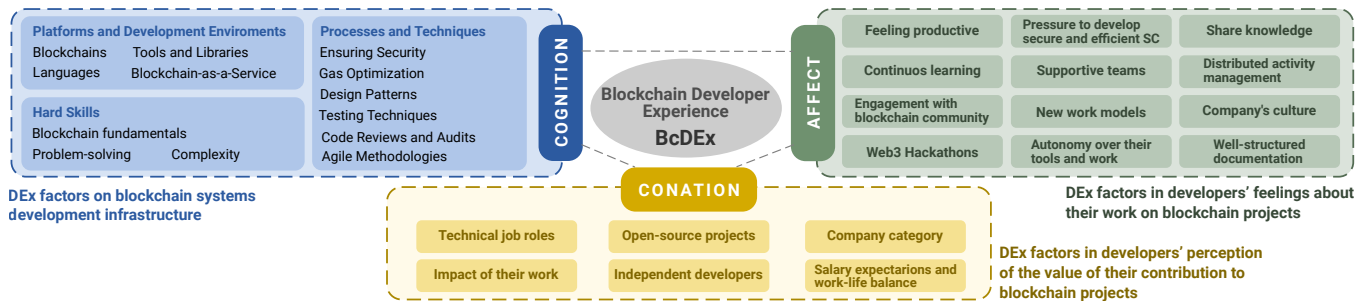 Platforms and Development Enviroments
Blockchains
Tools and Libraries
Languages
Blockchain-as-a-Service
Hard Skills
Blockchain fundamentals
Problem-solving
Complexity
Processes and Techniques
Ensuring Security
Gas Optimization
Design Patterns
Testing Techniques
Code Reviews and Audits
Agile Methodologies
COGNITION
DEx factors on blockchain systems
development infrastructure
Blockchain Developer
Experience
BcDEx
AFFECT
Feeling productive
Pressure to develop
secure and efficient SC
Share knowledge
Continuos learning
Supportive teams
Distributed activity
management
Engagement with
blockchain community
New work models
Company's culture
Web3 Hackathons
Autonomy over their
tools and work
Well-structured
documentation
DEx factors in developers’ feelings about
their work on blockchain projects
CONATION
Technical job roles
Open-source projects
Company category
Impact of their work
Independent developers
Salary expectarions and
work-life balance
DEx factors in developers’ perception
of the value of their contribution to
blockchain projects